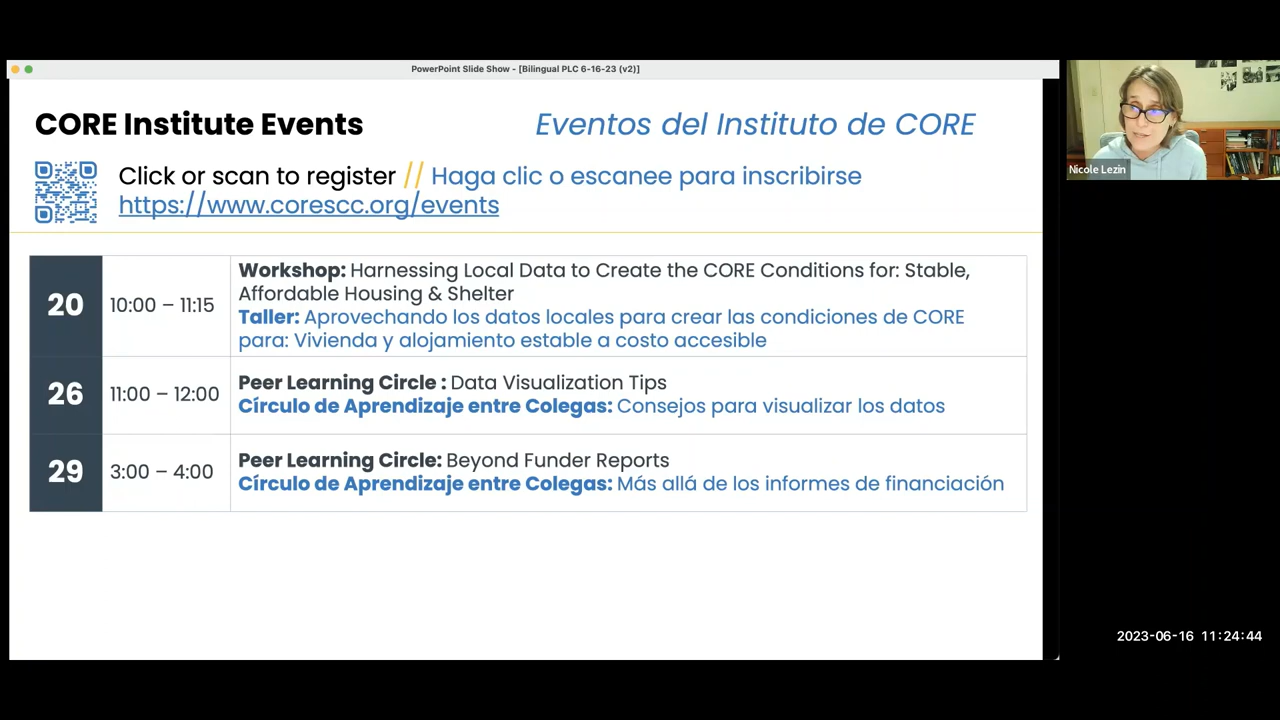 PowerPoint Slide Show - [Bilingual PLC 6-16-23 (v2)]
CORE Institute Events
Eventos del Instituto de CORE
Click or scan to register // Haga clic o escanee para inscribirse
https://www.corescc.org/events
20
10:00 – 11:15
Workshop: Harnessing Local Data to Create the CORE Conditions for: Stable,
Affordable Housing & Shelter
Taller: Aprovechando los datos locales para crear las condiciones de CORE
para: Vivienda y alojamiento estable a costo accesible
26
11:00 – 12:00
Peer Learning Circle : Data Visualization Tips
Círculo de Aprendizaje entre Colegas: Consejos para visualizar los datos
29
3:00 – 4:00
Peer Learning Circle: Beyond Funder Reports
Círculo de Aprendizaje entre Colegas: Más allá de los informes de financiación
Nicole Lezin
2023-06-16 11:24:44